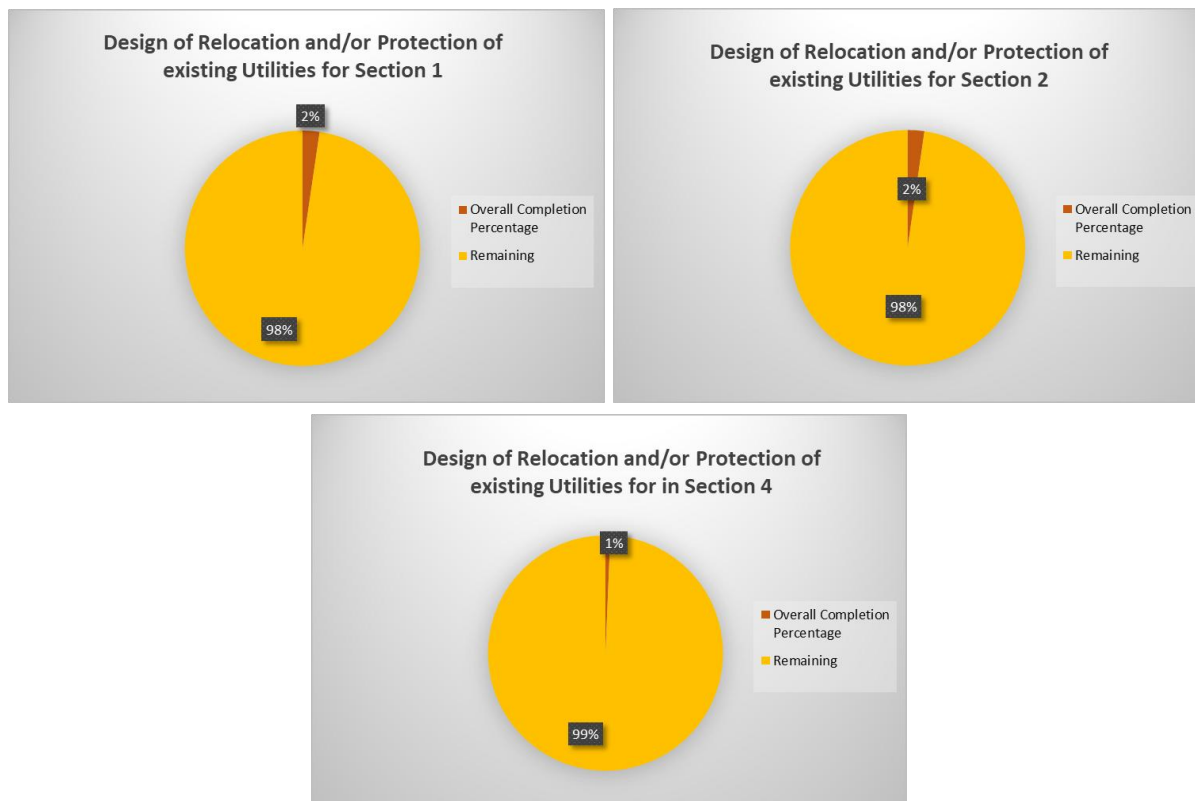 Design of Relocation and/or Protection of
existing Utilities for Section 1
2%
98%
Overall Completion
Percentage
Remaining
Design of Relocation and/or Protection of
existing Utilities for Section 2
2%
98%
Overall Completion
Percentage
Remaining
Design of Relocation and/or Protection of
existing Utilities for in Section 4
1%
99%
Overall Completion
Percentage
Remaining